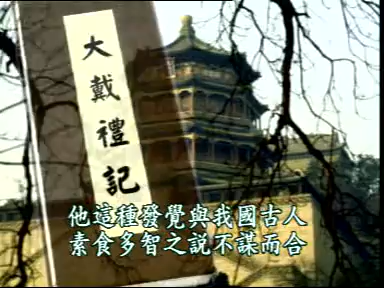 大戴禮記
他這種發覺與我國古人
素食多智之說不謀而合